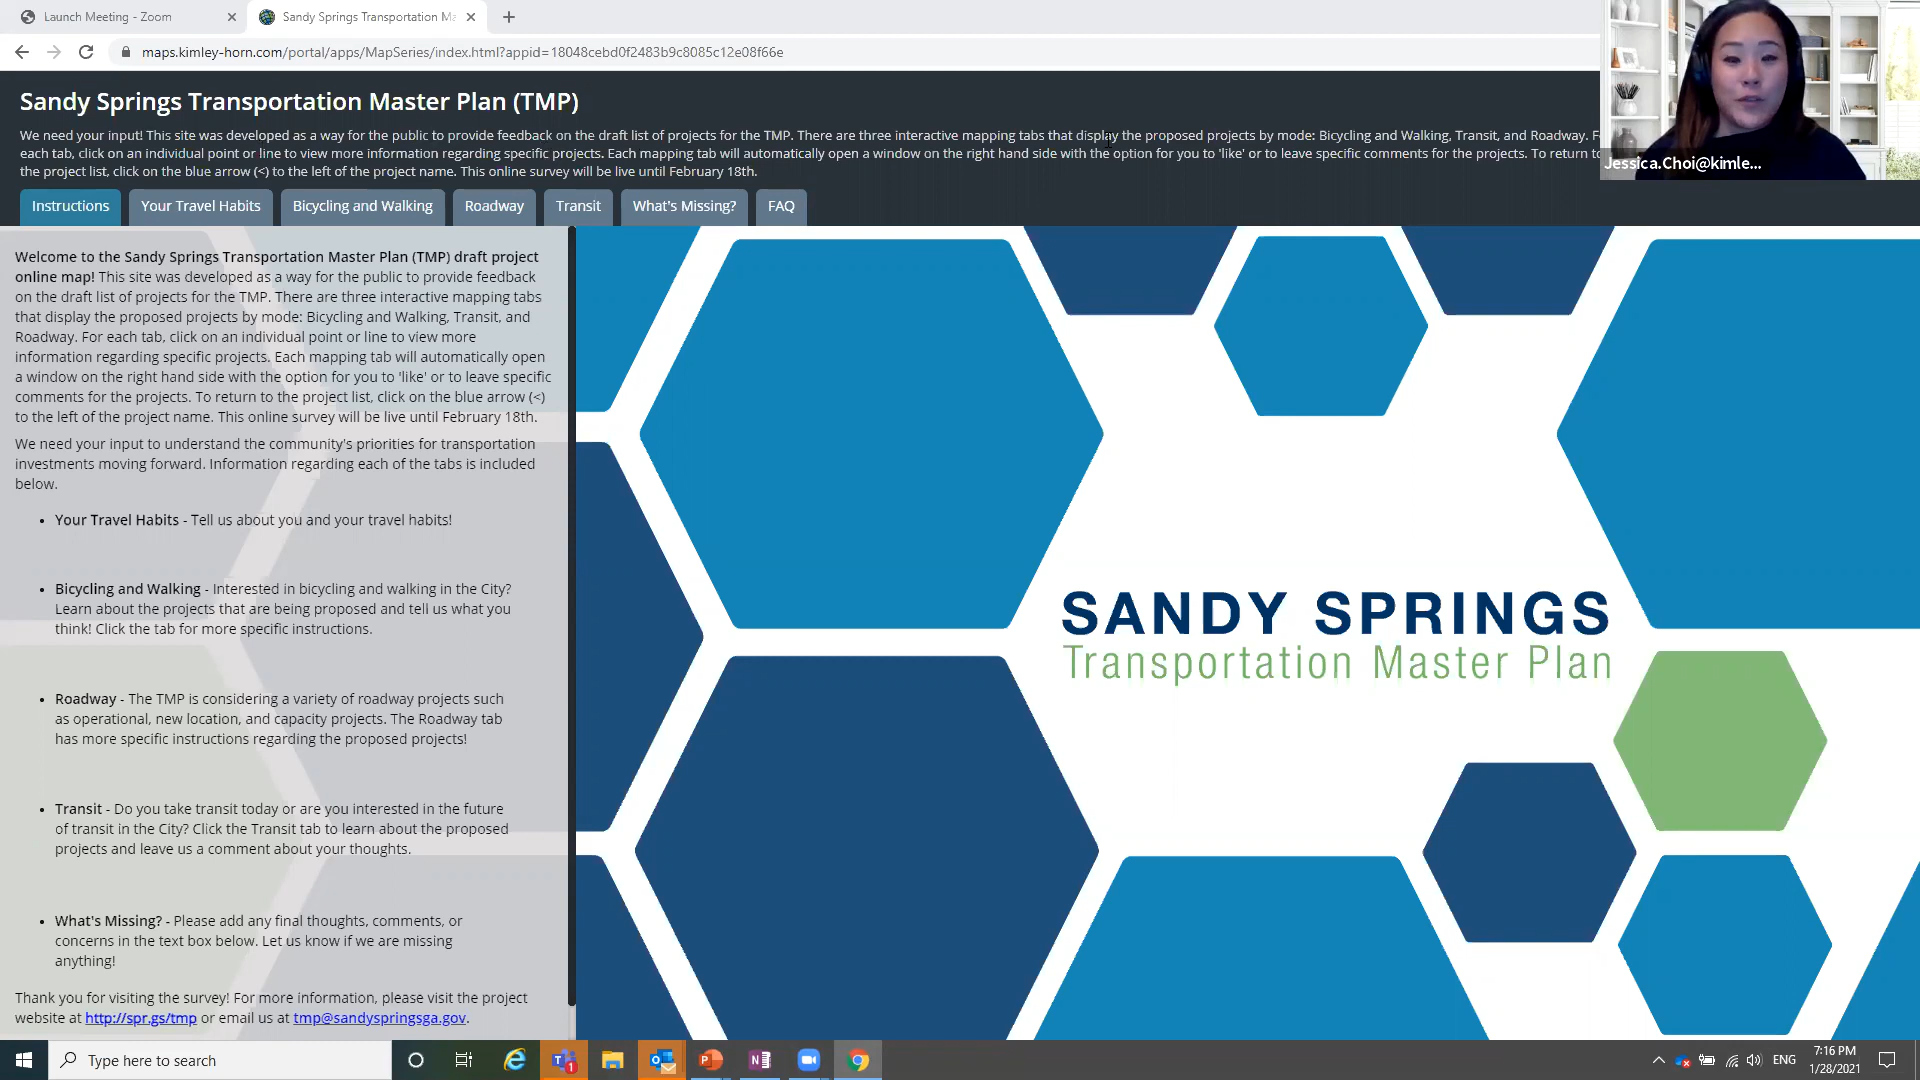 Launch Meeting - Zoom
Sandy Springs Transportation Ma
maps.kimley-horn.com/portal/apps/MapSeries/index.html?appid=18048cebd0f2483b9c8085c12e08f66e
Sandy Springs Transportation Master Plan (TMP)
We need your input! This site was developed as a way for the public to provide feedback on the draft list of projects for the TMP. There are three interactive mapping tabs that display the proposed projects by mode: Bicycling and Walking, Transit, and Roadway.
each tab, click on an individual point or line to view more information regarding specific projects. Each mapping tab will automatically open a window on the right hand side with the option for you to 'like' or to leave specific comments for the projects. To return to
the project list, click on the blue arrow (<) to the left of the project name. This online survey will be live until February 18th.
Jessica.Choi@kimle...
Instructions
Your Travel Habits
Bicycling and Walking
Roadway
Transit
What's Missing?
FAQ
Welcome to the Sandy Springs Transportation Master Plan (TMP) draft project
online map! This site was developed as a way for the public to provide feedback
on the draft list of projects for the TMP. There are three interactive mapping tabs
that display the proposed projects by mode: Bicycling and Walking, Transit, and
Roadway. For each tab, click on an individual point or line to view more
information regarding specific projects. Each mapping tab will automatically open
a window on the right hand side with the option for you to 'like' or to leave specific
comments for the projects. To return to the project list, click on the blue arrow (<)
to the left of the project name. This online survey will be live until February 18th.
We need your input to understand the community's priorities for transportation
investments moving forward. Information regarding each of the tabs is included
below.
• Your Travel Habits - Tell us about you and your travel habits!
• Bicycling and Walking - Interested in bicycling and walking in the City?
Learn about the projects that are being proposed and tell us what you
think! Click the tab for more specific instructions.
• Roadway - The TMP is considering a variety of roadway projects such
as operational, new location, and capacity projects. The Roadway tab
has more specific instructions regarding the proposed projects!
• Transit - Do you take transit today or are you interested in the future
of transit in the City? Click the Transit tab to learn about the proposed
projects and leave us a comment about your thoughts.
• What's Missing? - Please add any final thoughts, comments, or
concerns in the text box below. Let us know if we are missing
anything!
Thank you for visiting the survey! For more information, please visit the project
website at http://spr.gs/tmp or email us at tmp@sandyspringsga.gov.
SANDY SPRINGS
Transportation Master Plan
Type here to search
ENG
7:16 PM
1/28/2021